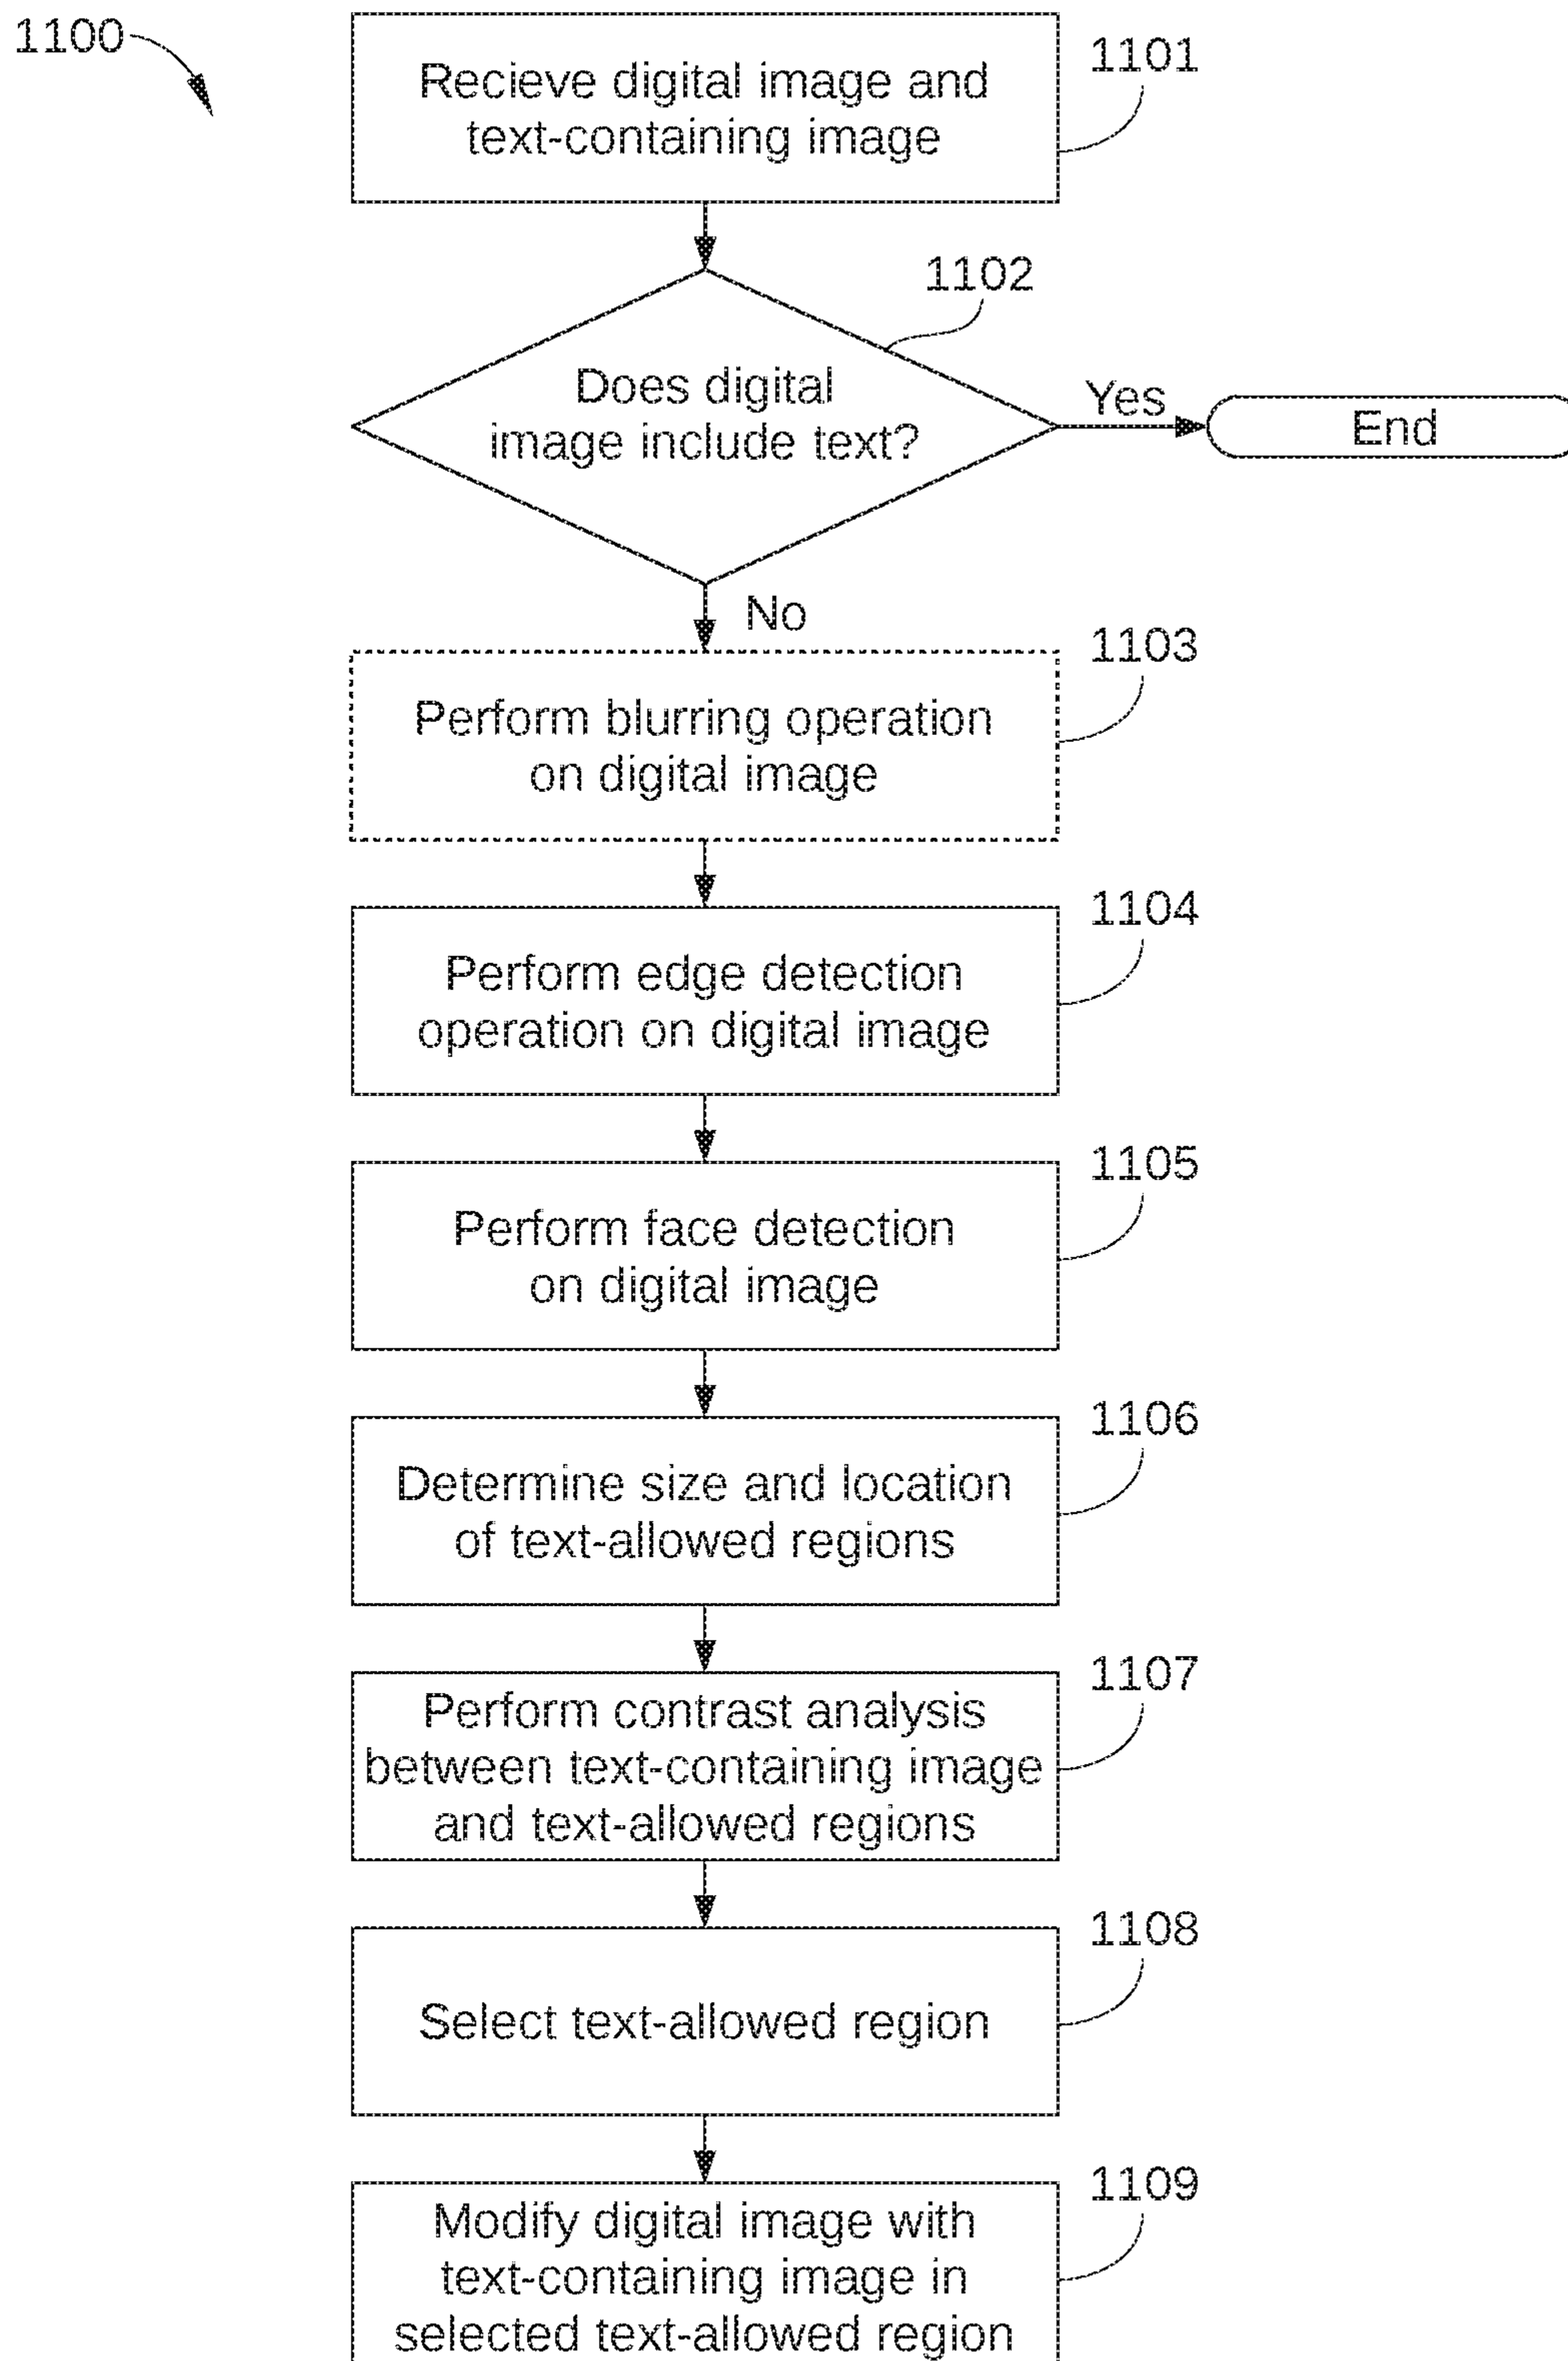 1100
Recieve digital image and
text-containing image
1101
1102
Does digital
image include text?
Yes
End
No
1103
Perform blurring operation
on digital image
1104
Perform edge detection
operation on digital image
1105
Perform face detection
on digital image
1106
Determine size and location
of text-allowed regions
1107
Perform contrast analysis
between text-containing image
and text-allowed regions
1108
Select text-allowed region
1109
Modify digital image with
text-containing image in
selected text-allowed region